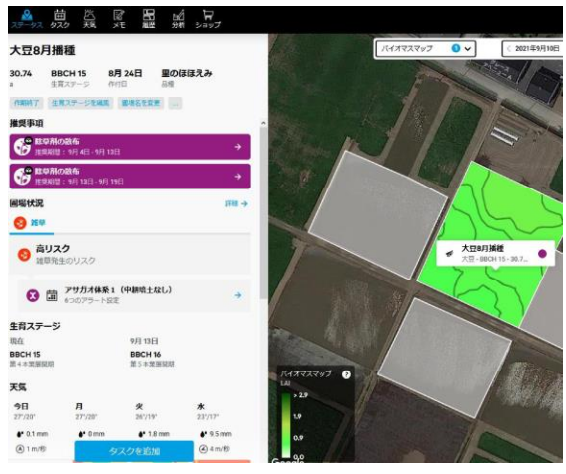 ステータス タスク 天気 メモ 履歴 分析 ショップ
大豆8月播種
30.74 BBCH 15 8月 24日 里のほほえみ
a 生育ステージ 作付日 品種
作期終了 生育ステージを編集 圃場名を変更 ...
推奨事項
除草剤の散布
推奨期間：9月 4日 - 9月 13日
除草剤の散布
推奨期間：9月 13日 - 9月 19日
圃場状況 詳細
雑草
高リスク
雑草発生のリスク
アサガオ体系 1（中耕培土なし）
6つのアラート設定
生育ステージ
現在 9月 13日
BBCH 15 BBCH 16
第４本葉展開期 第５本葉展開期
天気
今日 月 火 水
27°/20° 27°/20° 26°/19° 23°/17°
0.1 mm 0 mm 1.8 mm 9.5 mm
1 m/秒 タスクを追加 4 m/秒
バイオマスマップ 1 2021年9月10日
大豆8月播種
大豆 - BBCH 15 - 30.7...
バイオマスマップ ?
LAI
> 2.9
1.9
0.9
0.0
Google